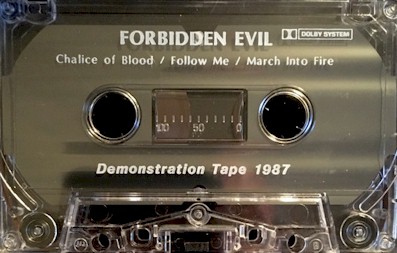 FORBIDDEN EVIL
DOLBY SYSTEM
Chalice of Blood / Follow Me / March Into Fire
100 50 0
Demonstration Tape 1987